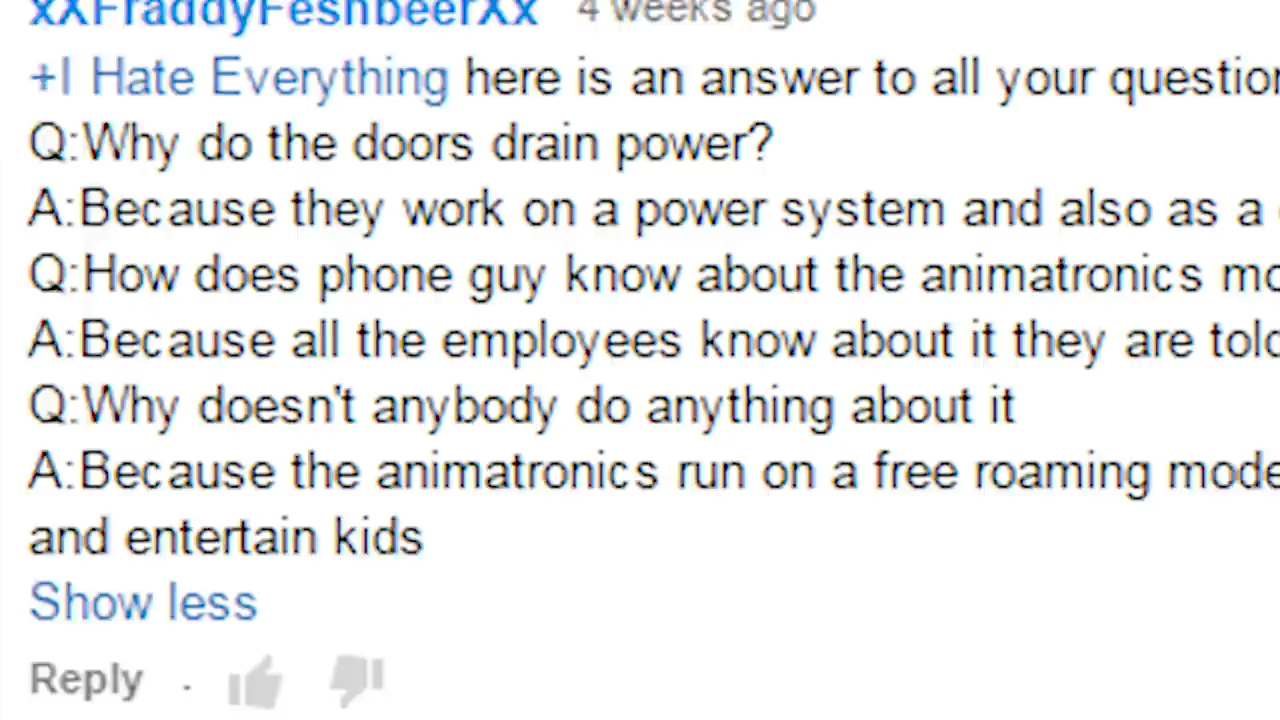 xXFraddyFeshbeerXx 4 weeks ago
+I Hate Everything here is an answer to all your question
Q:Why do the doors drain power?
A:Because they work on a power system and also as a
Q:How does phone guy know about the animatronics mo
A:Because all the employees know about it they are told
Q:Why doesn't anybody do anything about it
A:Because the animatronics run on a free roaming mode
and entertain kids
Show less
Reply .